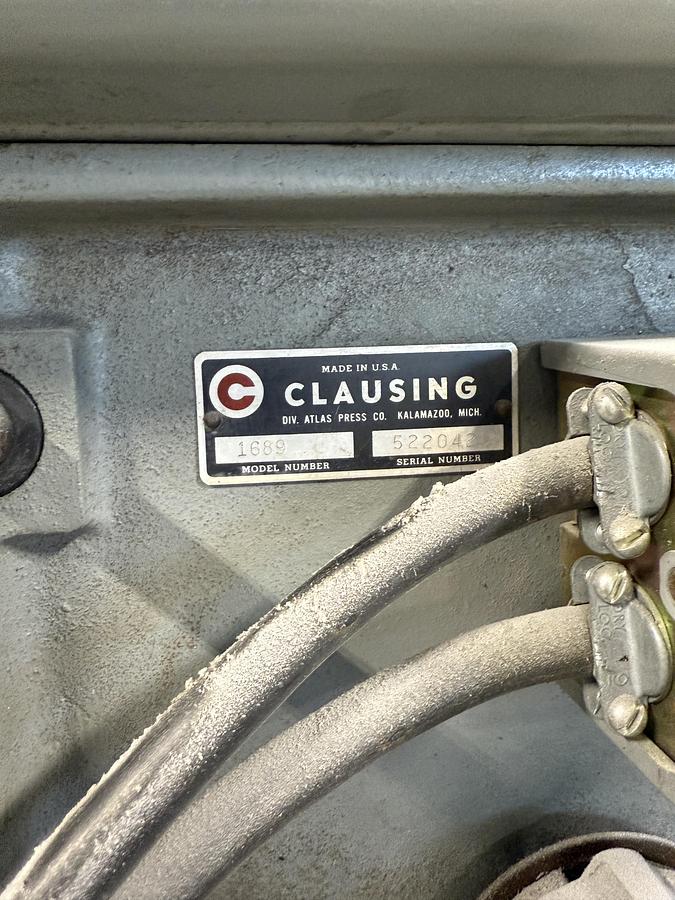 MADE IN U.S.A.
C CLAUSING
DIV. ATLAS PRESS CO. KALAMAZOO, MICH.
1689 522042
MODEL NUMBER SERIAL NUMBER